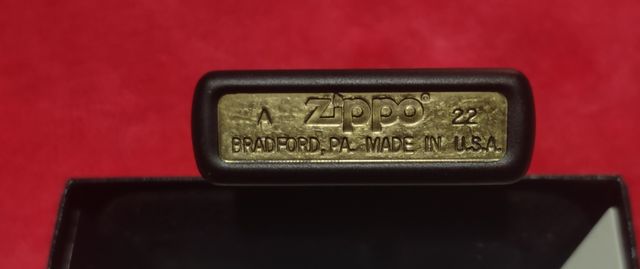 A Zippo® 22
BRADFORD, PA. MADE IN U.S.A.